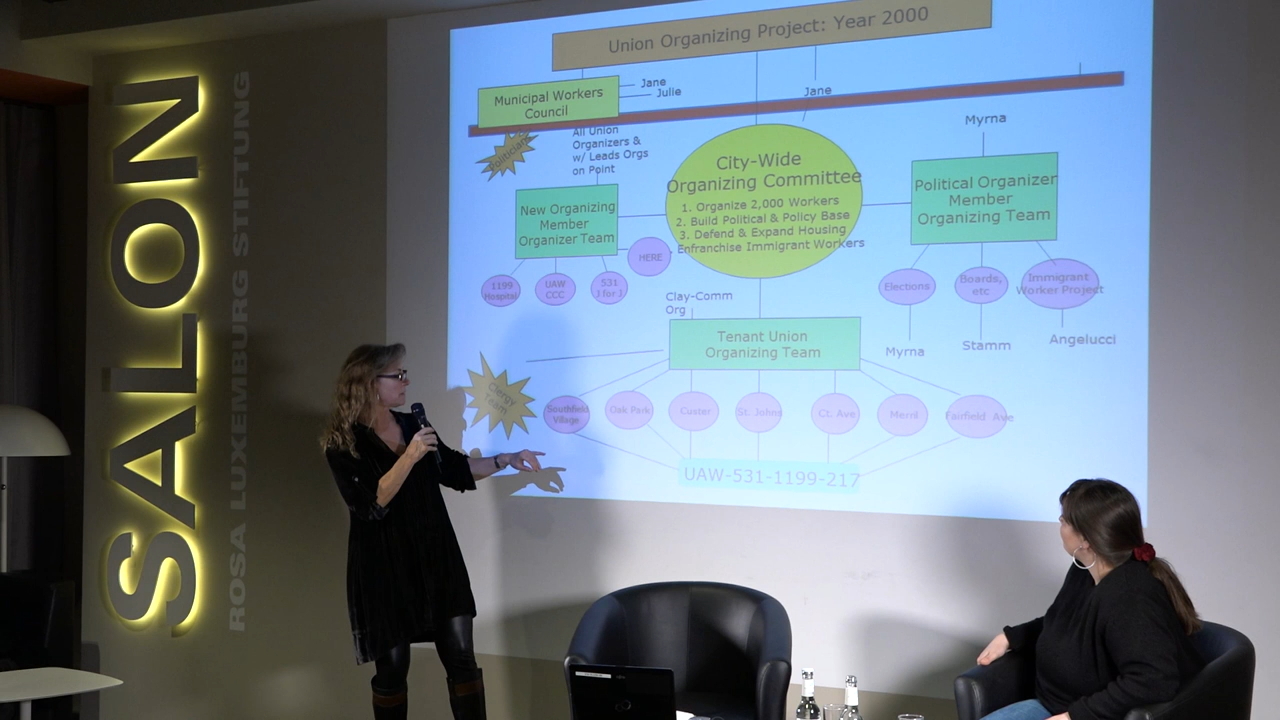 SALON
ROSA LUXEMBURG STIFTUNG
Union Organizing Project: Year 2000
Municipal Workers
Council
Jane
Julie
Jane
All Union
Organizers &
w/ Leads Orgs
on Point
Myrna
City-Wide
Organizing Committee
1. Organize 2,000 Workers
2. Build Political & Policy Base
3. Defend & Expand Housing
. Enfranchise Immigrant Workers
New Organizing
Member
Organizer Team
HERE
1199
Hospital
UAW
CCC
531
J for J
Political Organizer
Member
Organizing Team
Elections
Boards,
etc
Immigrant
Worker Project
Myrna
Stamm
Angelucci
Clay-Comm
Org
Tenant Union
Organizing Team
Clergy
Team
Southfield
Village
Oak Park
Custer
St. Johns
Ct. Ave
Merril
Fairfield Ave
UAW-531-1199-217